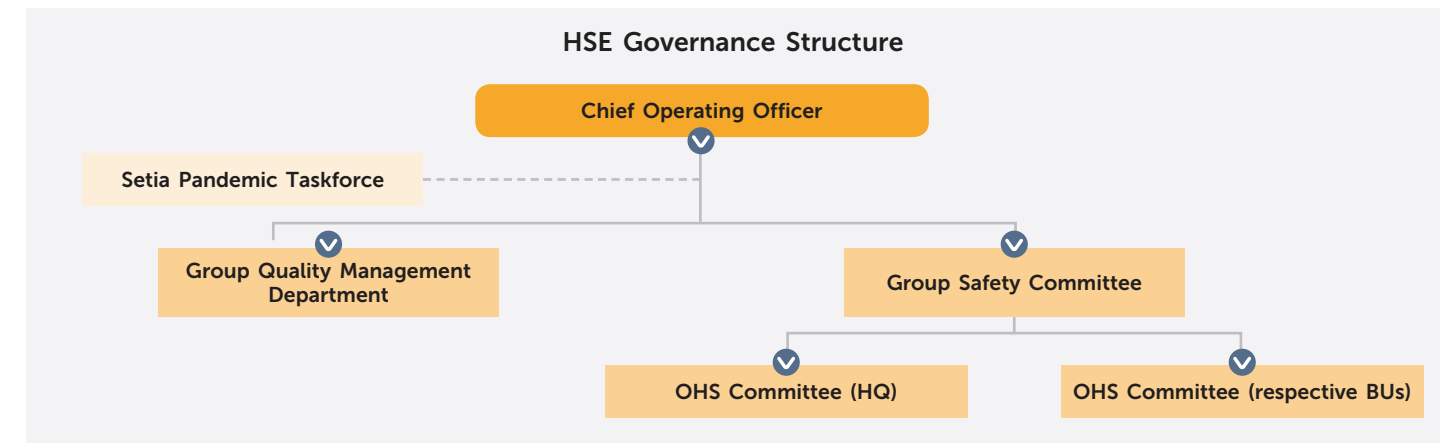 HSE Governance Structure
Chief Operating Officer
Setia Pandemic Taskforce
Group Quality Management
Department
Group Safety Committee
OHS Committee (HQ)
OHS Committee (respective BUs)